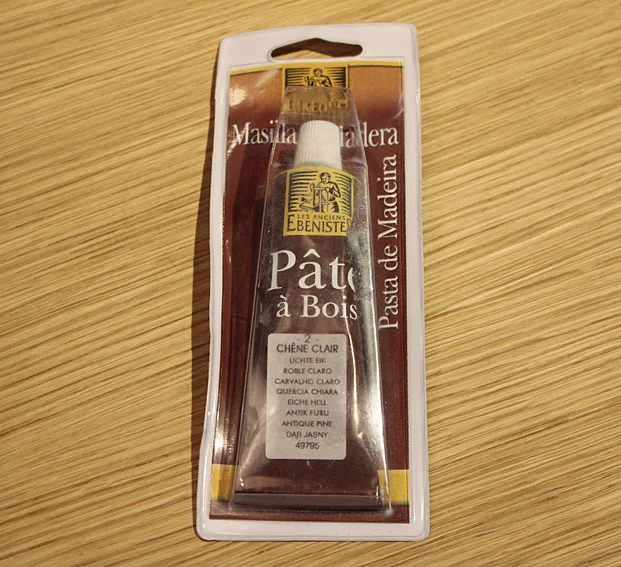 Masilla
adera
Pasta de Madeira
LES ANCIENS
EBENISTES
Pâte
à Bois
- 2 -
CHÊNE CLAIR
LICHTE EIK
ROBLE CLARO
CARVALHO CLARO
QUERCIA CHIARA
EICHE HELL
ANTIK FURU
ANTIQUE PINE
DĄB JASNY
49795